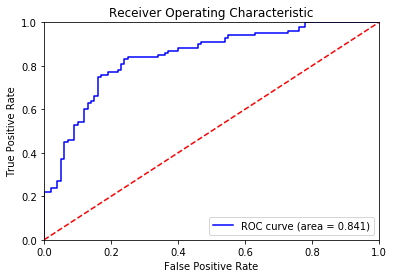 Receiver Operating Characteristic
1.0
0.8
0.6
0.4
0.2
0.0
True Positive Rate
ROC curve (area = 0.841)
0.0 0.2 0.4 0.6 0.8 1.0
False Positive Rate